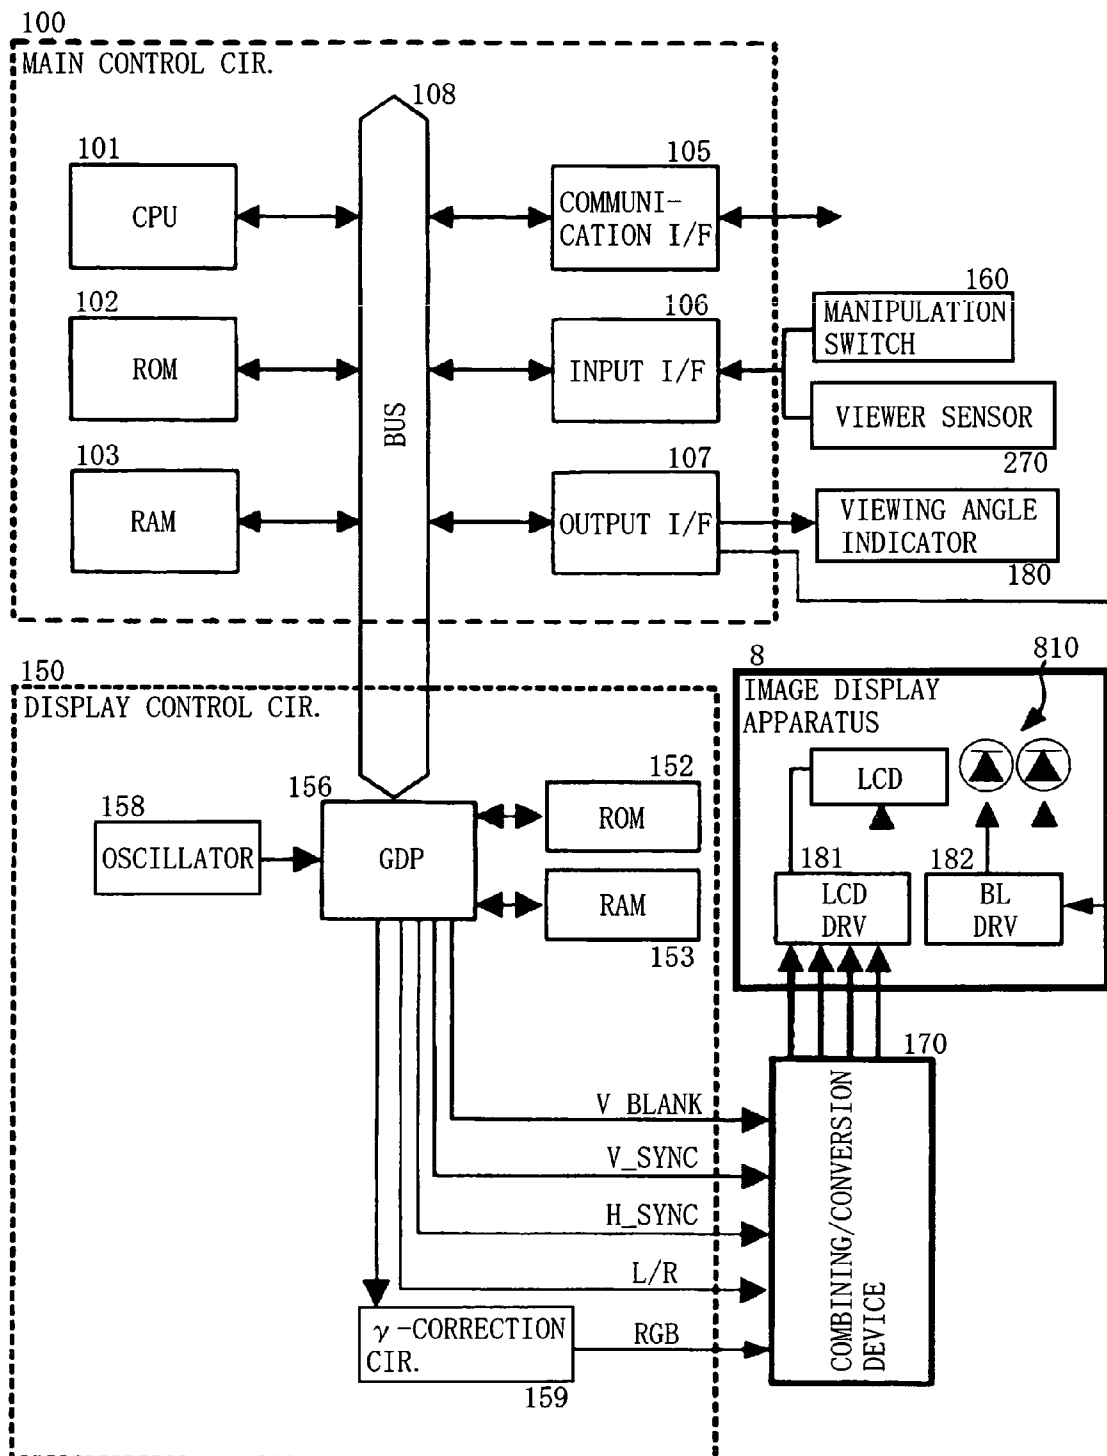 100
MAIN CONTROL CIR.
108
101
CPU
105
COMMUNI-
CATION I/F
102
ROM
106
INPUT I/F
160
MANIPULATION
SWITCH
BUS
VIEWER SENSOR
270
103
RAM
107
OUTPUT I/F
VIEWING ANGLE
INDICATOR
180
150
DISPLAY CONTROL CIR.
8
810
IMAGE DISPLAY
APPARATUS
LCD
158
OSCILLATOR
156
GDP
152
ROM
RAM
153
181
LCD
DRV
182
BL
DRV
170
COMBINING/CONVERSION
DEVICE
V_BLANK
V_SYNC
H_SYNC
L/R
γ-CORRECTION
CIR.
159
RGB